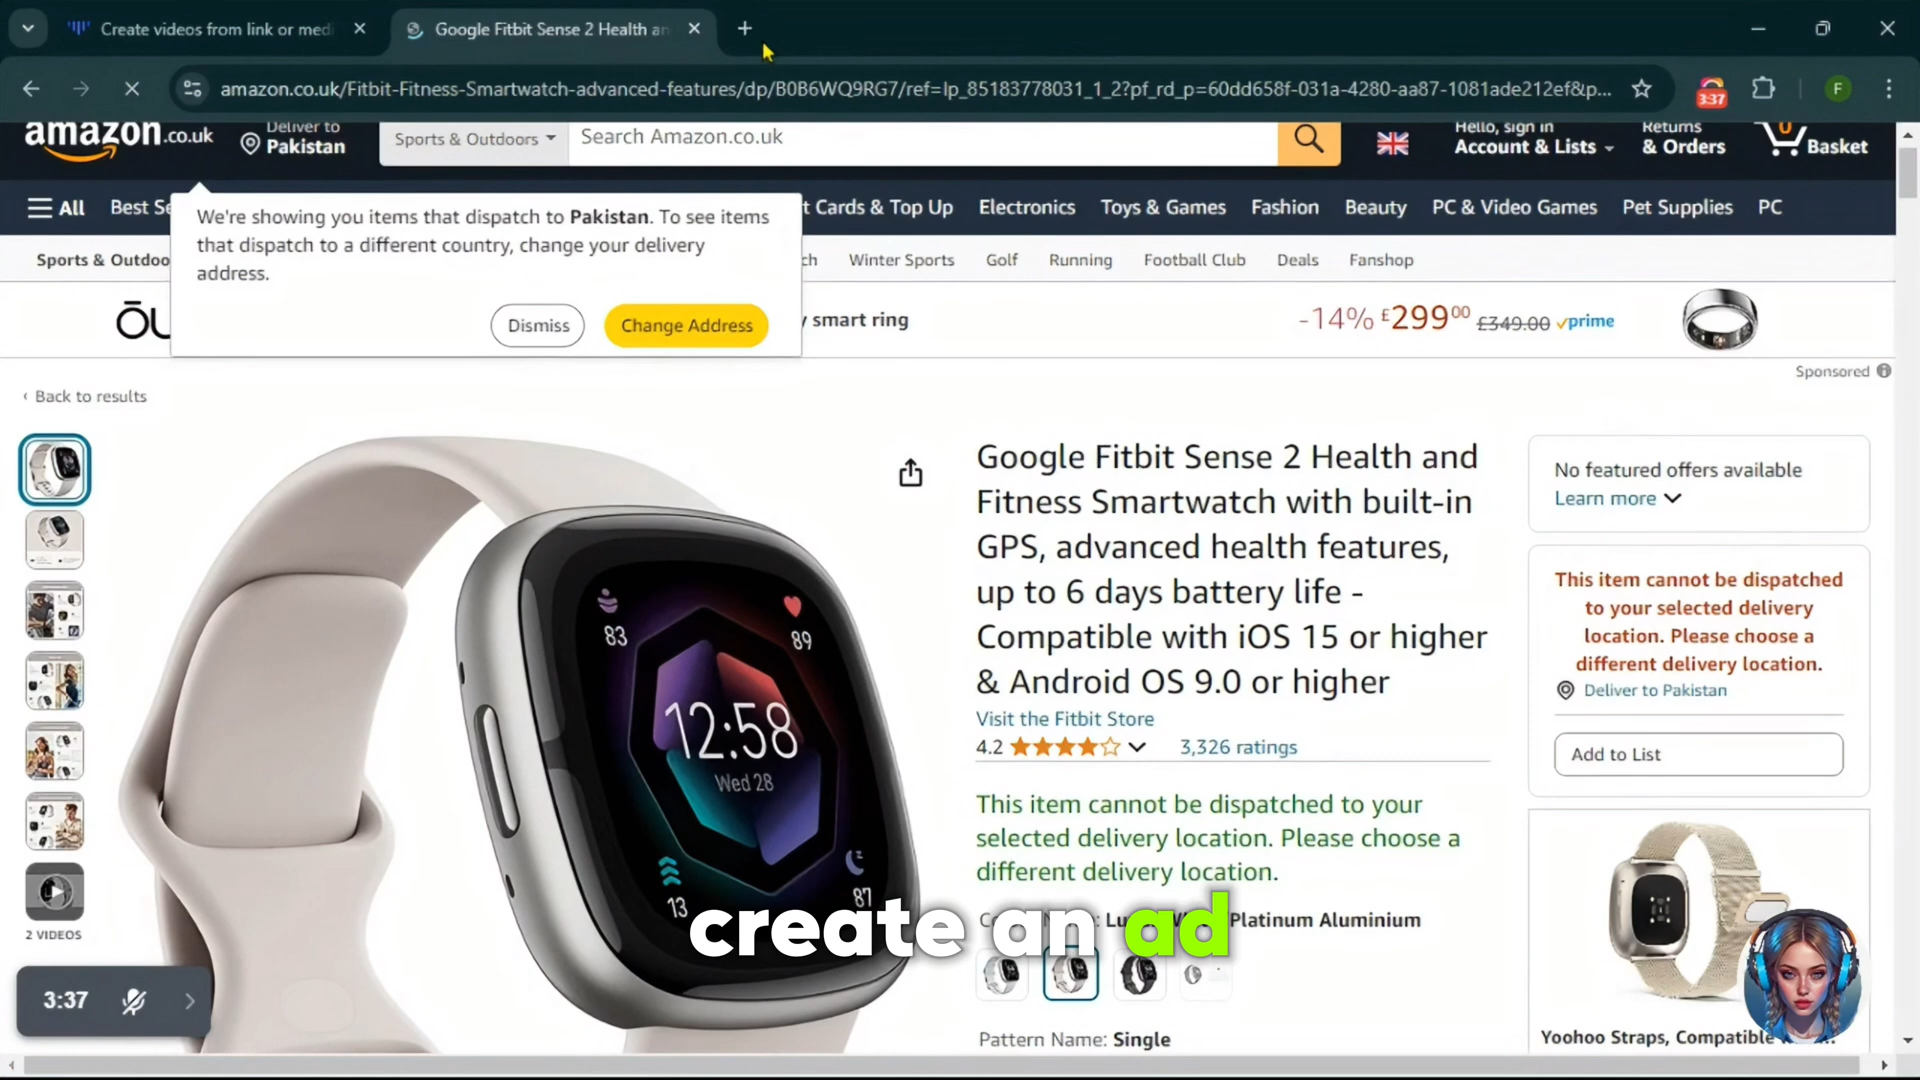 Create videos from link or medi
Google Fitbit Sense 2 Health an
amazon.co.uk/Fitbit-Fitness-Smartwatch-advanced-features/dp/B0B6WQ9RG7/ref=lp_85183778031_1_2?pf_rd_p=60dd658f-031a-4280-aa87-1081ade212ef&p...
3:37
F
amazon.co.uk
Deliver to
Pakistan
Sports & Outdoors
Search Amazon.co.uk
Hello, sign in
Account & Lists
Returns
& Orders
0
Basket
All
Best Se
t Cards & Top Up
Electronics
Toys & Games
Fashion
Beauty
PC & Video Games
Pet Supplies
PC
We're showing you items that dispatch to Pakistan. To see items
that dispatch to a different country, change your delivery
address.
Dismiss
Change Address
Sports & Outdoo
ch
Winter Sports
Golf
Running
Football Club
Deals
Fanshop
ŌU
y smart ring
-14% £29900 £349.00 prime
Sponsored
‹ Back to results
Google Fitbit Sense 2 Health and
Fitness Smartwatch with built-in
GPS, advanced health features,
up to 6 days battery life -
Compatible with iOS 15 or higher
& Android OS 9.0 or higher
Visit the Fitbit Store
4.2
3,326 ratings
This item cannot be dispatched to your
selected delivery location. Please choose a
different delivery location.
Platinum Aluminium
Pattern Name: Single
No featured offers available
Learn more
This item cannot be dispatched
to your selected delivery
location. Please choose a
different delivery location.
Deliver to Pakistan
Add to List
Yoohoo Straps, Compatible
83
89
12:58
Wed 28
13
87
2 VIDEOS
3:37
create an ad